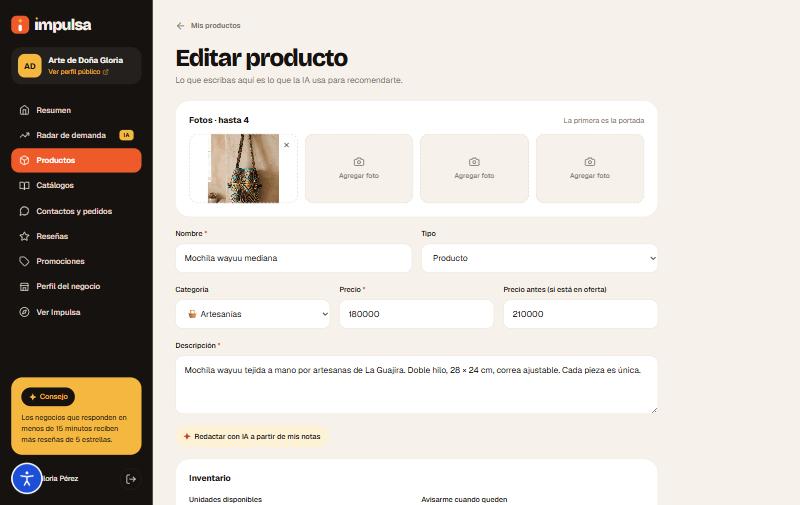 impulsa
AD
Arte de Doña Gloria
Ver perfil público
Resumen
Radar de demanda
IA
Productos
Catálogos
Contactos y pedidos
Reseñas
Promociones
Perfil del negocio
Ver Impulsa
Consejo
Los negocios que responden en
menos de 15 minutos reciben
más reseñas de 5 estrellas.
loria Pérez
Mis productos
Editar producto
Lo que escribas aquí es lo que la IA usa para recomendarte.
Fotos · hasta 4
La primera es la portada
Agregar foto
Agregar foto
Agregar foto
Nombre *
Tipo
Mochila wayuu mediana
Producto
Categoría
Precio *
Precio antes (si está en oferta)
Artesanías
180000
210000
Descripción *
Mochila wayuu tejida a mano por artesanas de La Guajira. Doble hilo, 28 × 24 cm, correa ajustable. Cada pieza es única.
Redactar con IA a partir de mis notas
Inventario
Unidades disponibles
Avisarme cuando queden